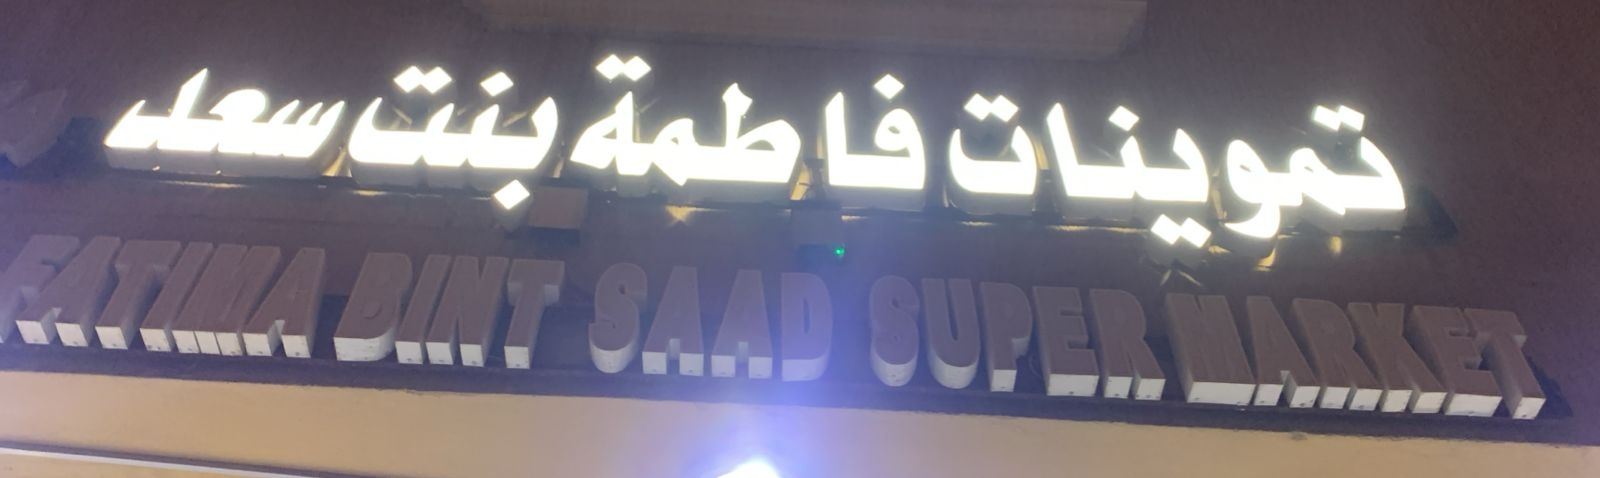 تموينات فاطمة بنت سعد
FATIMA BINT SAAD SUPER MARKET